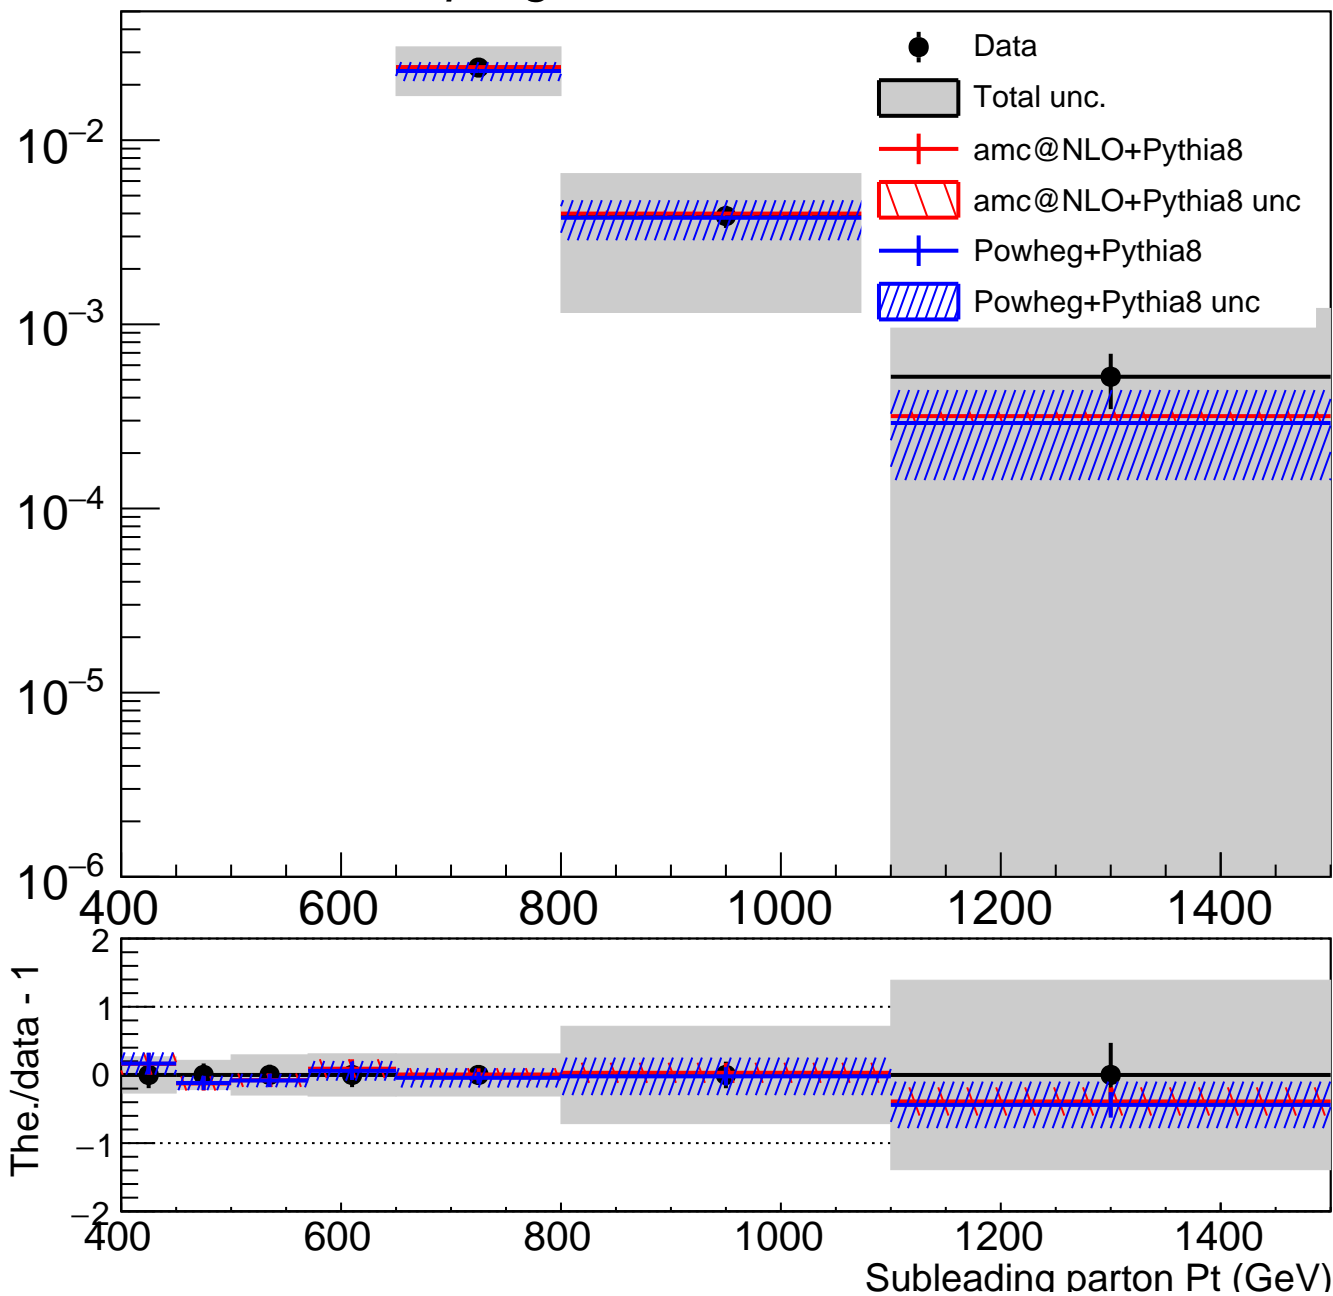 Data
Total unc.
amc@NLO+Pythia8
amc@NLO+Pythia8 unc
Powheg+Pythia8
Powheg+Pythia8 unc
10−2
10−3
10−4
10−5
10−6
400 600 800 1000 1200 1400
The./data - 1
2
1
0
−1
−2
400 600 800 1000 1200 1400
Subleading parton Pt (GeV)